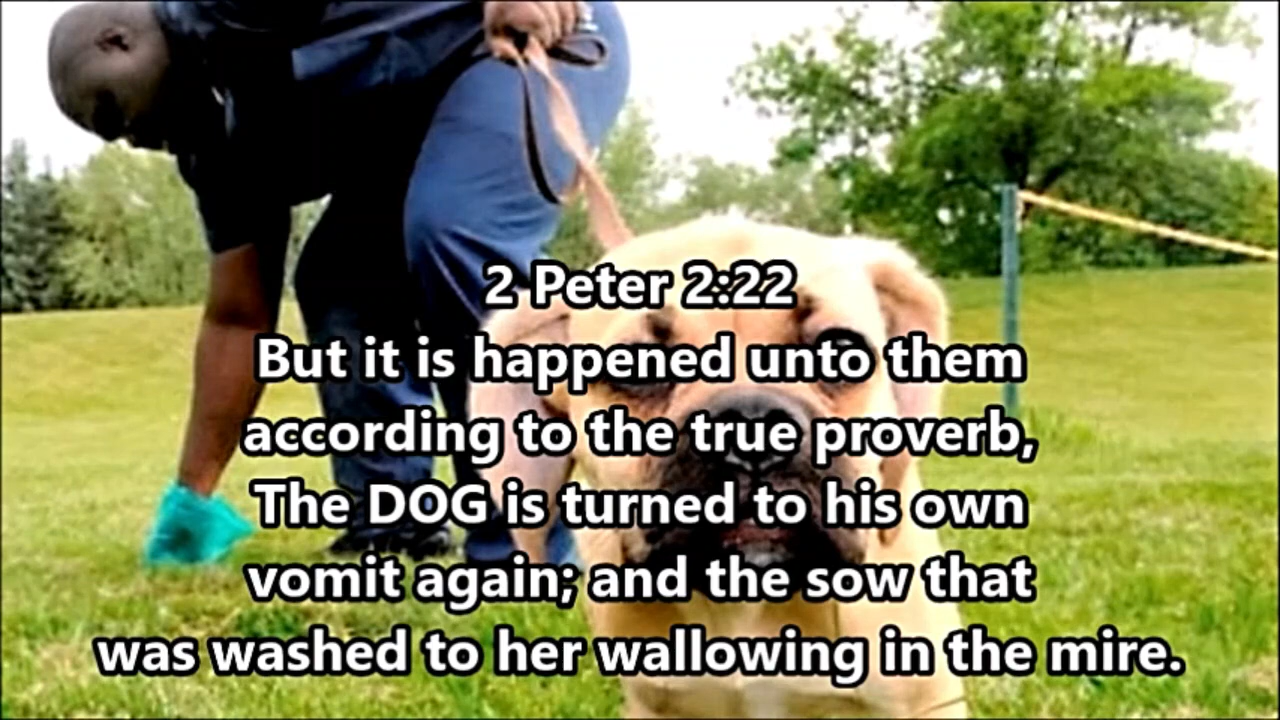 2 Peter 2:22
But it is happened unto them
according to the true proverb,
The DOG is turned to his own
vomit again; and the sow that
was washed to her wallowing in the mire.